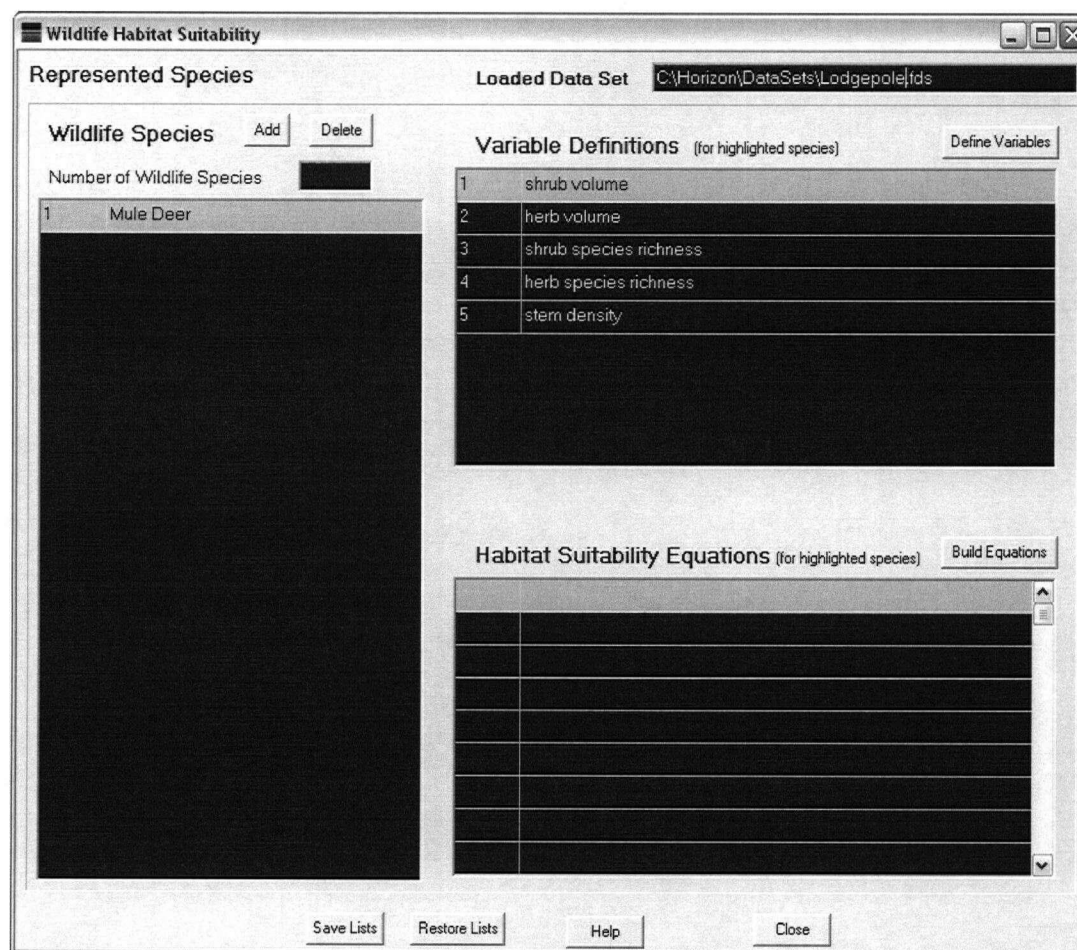 Wildlife Habitat Suitability
Represented Species
Loaded Data Set C:\Horizon\DataSets\Lodgepole.fds
Wildlife Species Add Delete
Number of Wildlife Species
1 Mule Deer
Variable Definitions (for highlighted species) Define Variables
1 shrub volume
2 herb volume
3 shrub species richness
4 herb species richness
5 stem density
Habitat Suitability Equations (for highlighted species) Build Equations
Save Lists Restore Lists Help Close